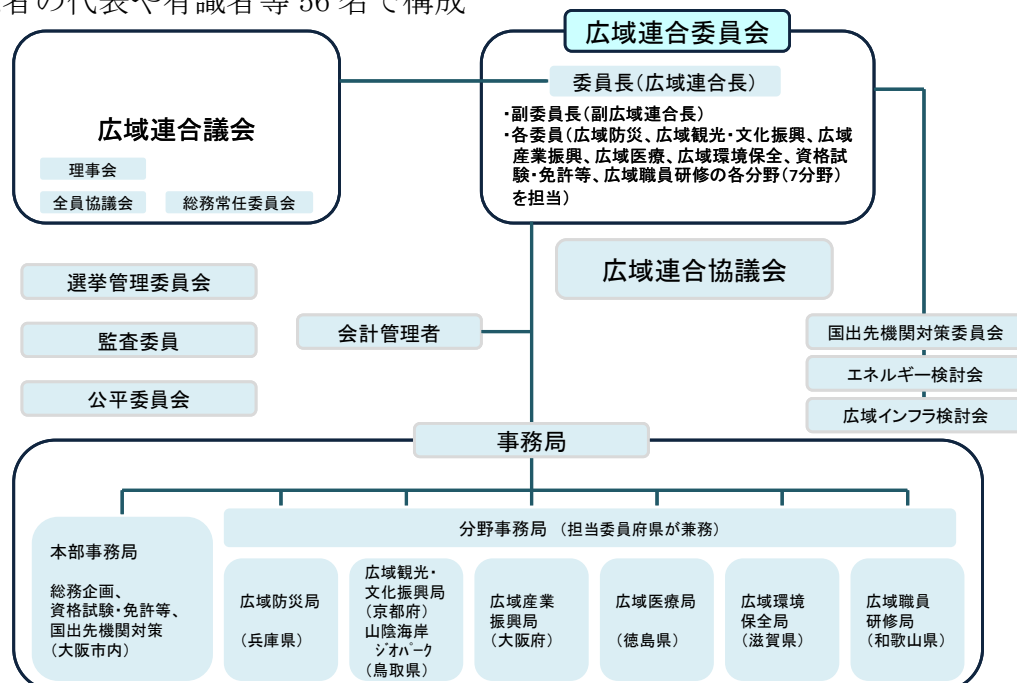 者の代表や有識者等 56 名で構成
広域連合委員会
委員長(広域連合長)
・副委員長(副広域連合長)
・各委員(広域防災、広域観光・文化振興、広域
産業振興、広域医療、広域環境保全、資格試
験・免許等、広域職員研修の各分野(7分野)
を担当)
広域連合議会
理事会
全員協議会
総務常任委員会
広域連合協議会
選挙管理委員会
監査委員
公平委員会
会計管理者
国出先機関対策委員会
エネルギー検討会
広域インフラ検討会
事務局
本部事務局
総務企画、
資格試験・免許等、
国出先機関対策
(大阪市内)
分野事務局 (担当委員府県が兼務)
広域防災局
(兵庫県)
広域観光・
文化振興局
(京都府)
山陰海岸
ジオパーク
(鳥取県)
広域産業
振興局
(大阪府)
広域医療局
(徳島県)
広域環境
保全局
(滋賀県)
広域職員
研修局
(和歌山県)